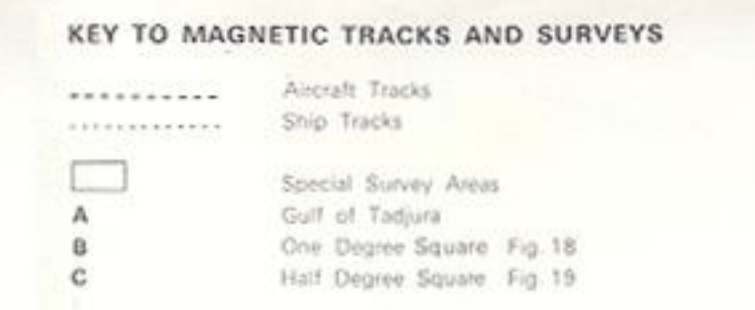 KEY TO MAGNETIC TRACKS AND SURVEYS
Aircraft Tracks
Ship Tracks
Special Survey Areas
A Gulf of Tadjura
B One Degree Square Fig. 18
C Half Degree Square Fig 19